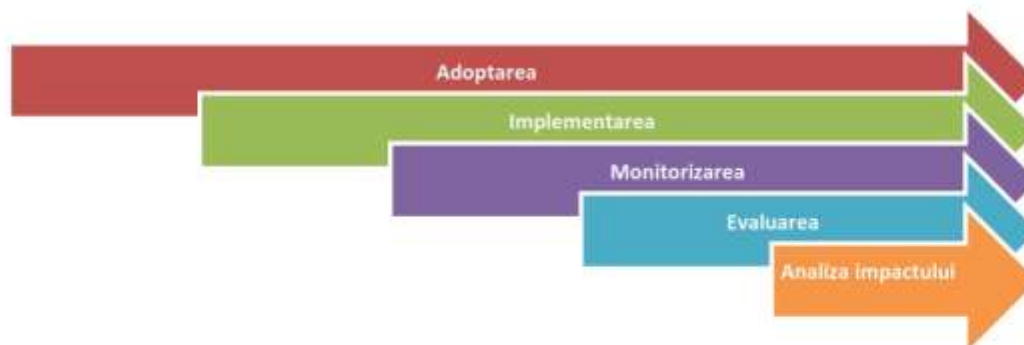 Adoptarea
Implementarea
Monitorizarea
Evaluarea
Analiza impactului